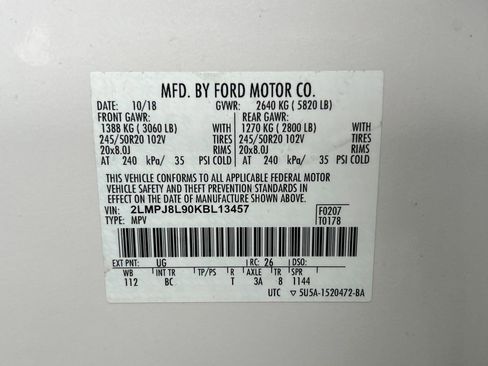 MFD. BY FORD MOTOR CO.
DATE: 10/18 GVWR: 2640 KG ( 5820 LB)
FRONT GAWR: REAR GAWR:
1388 KG ( 3060 LB) WITH 1270 KG ( 2800 LB) WITH
245/50R20 102V TIRES 245/50R20 102V TIRES
20x8.0J RIMS 20x8.0J RIMS
AT 240 kPa/ 35 PSI COLD AT 240 kPa/ 35 PSI COLD
THIS VEHICLE CONFORMS TO ALL APPLICABLE FEDERAL MOTOR
VEHICLE SAFETY AND THEFT PREVENTION STANDARDS IN
EFFECT ON THE DATE OF MANUFACTURE SHOWN ABOVE.
VIN: 2LMPJ8L90KBL13457 F0207
TYPE: MPV T0178
EXT PNT: UG RC: 26
WB INT TR TP/PS R AXLE TR SPR
112 BC T 3A 8 1144
UTC ▽ 5U5A-1520472-BA